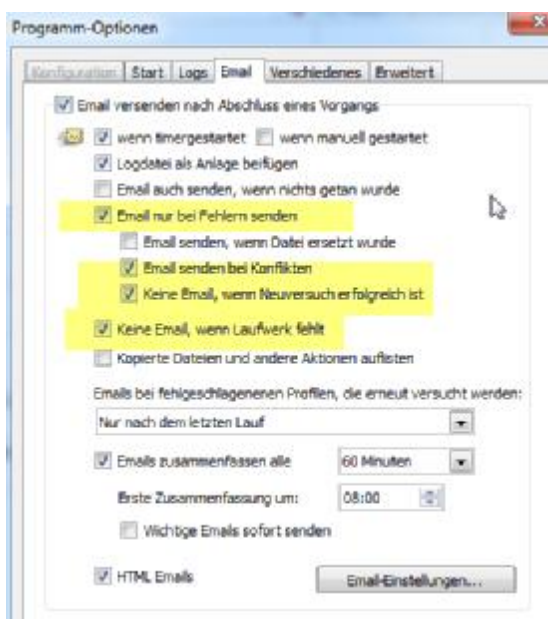 Programm-Optionen
Konfiguration Start Logs Email Verschiedenes Erweitert
Email versenden nach Abschluss eines Vorgangs
wenn timergestartet wenn manuell gestartet
Logdatei als Anlage beifügen
Email auch senden, wenn nichts getan wurde
Email nur bei Fehlern senden
Email senden, wenn Datei ersetzt wurde
Email senden bei Konflikten
Keine Email, wenn Neuversuch erfolgreich ist
Keine Email, wenn Laufwerk fehlt
Kopierte Dateien und andere Aktionen auflisten
Emails bei fehlgeschlagenenen Profilen, die erneut versucht werden:
Nur nach dem letzten Lauf
Emails zusammenfassen alle 60 Minuten
Erste Zusammenfassung um: 08:00
Wichtige Emails sofort senden
HTML Emails Email-Einstellungen...